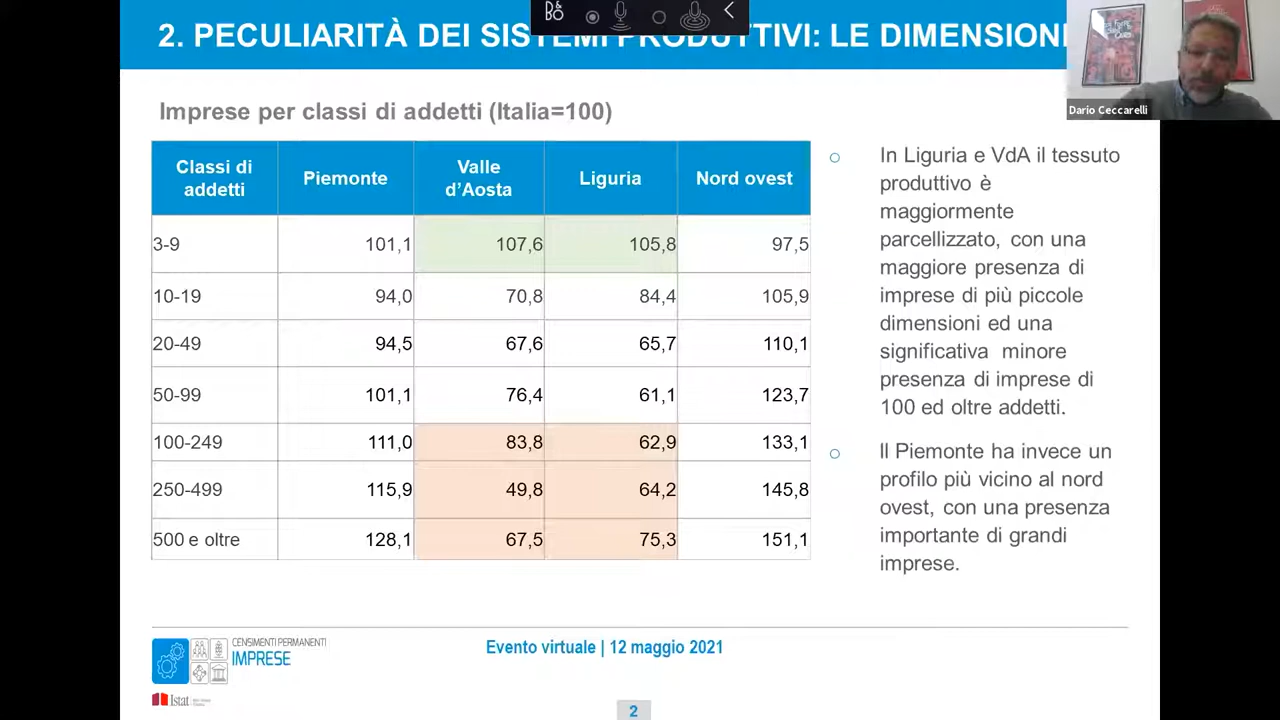 B&O
2. PECULIARITÀ DEI SISTEMI PRODUTTIVI: LE DIMENSIONI
Dario Ceccarelli
Imprese per classi di addetti (Italia=100)
Classi di addetti Piemonte Valle d'Aosta Liguria Nord ovest
3-9 101,1 107,6 105,8 97,5
10-19 94,0 70,8 84,4 105,9
20-49 94,5 67,6 65,7 110,1
50-99 101,1 76,4 61,1 123,7
100-249 111,0 83,8 62,9 133,1
250-499 115,9 49,8 64,2 145,8
500 e oltre 128,1 67,5 75,3 151,1
In Liguria e VdA il tessuto
produttivo è
maggiormente
parcellizzato, con una
maggiore presenza di
imprese di più piccole
dimensioni ed una
significativa minore
presenza di imprese di
100 ed oltre addetti.
Il Piemonte ha invece un
profilo più vicino al nord
ovest, con una presenza
importante di grandi
imprese.
CENSIMENTI PERMANENTI
IMPRESE
Istat
Evento virtuale | 12 maggio 2021
2